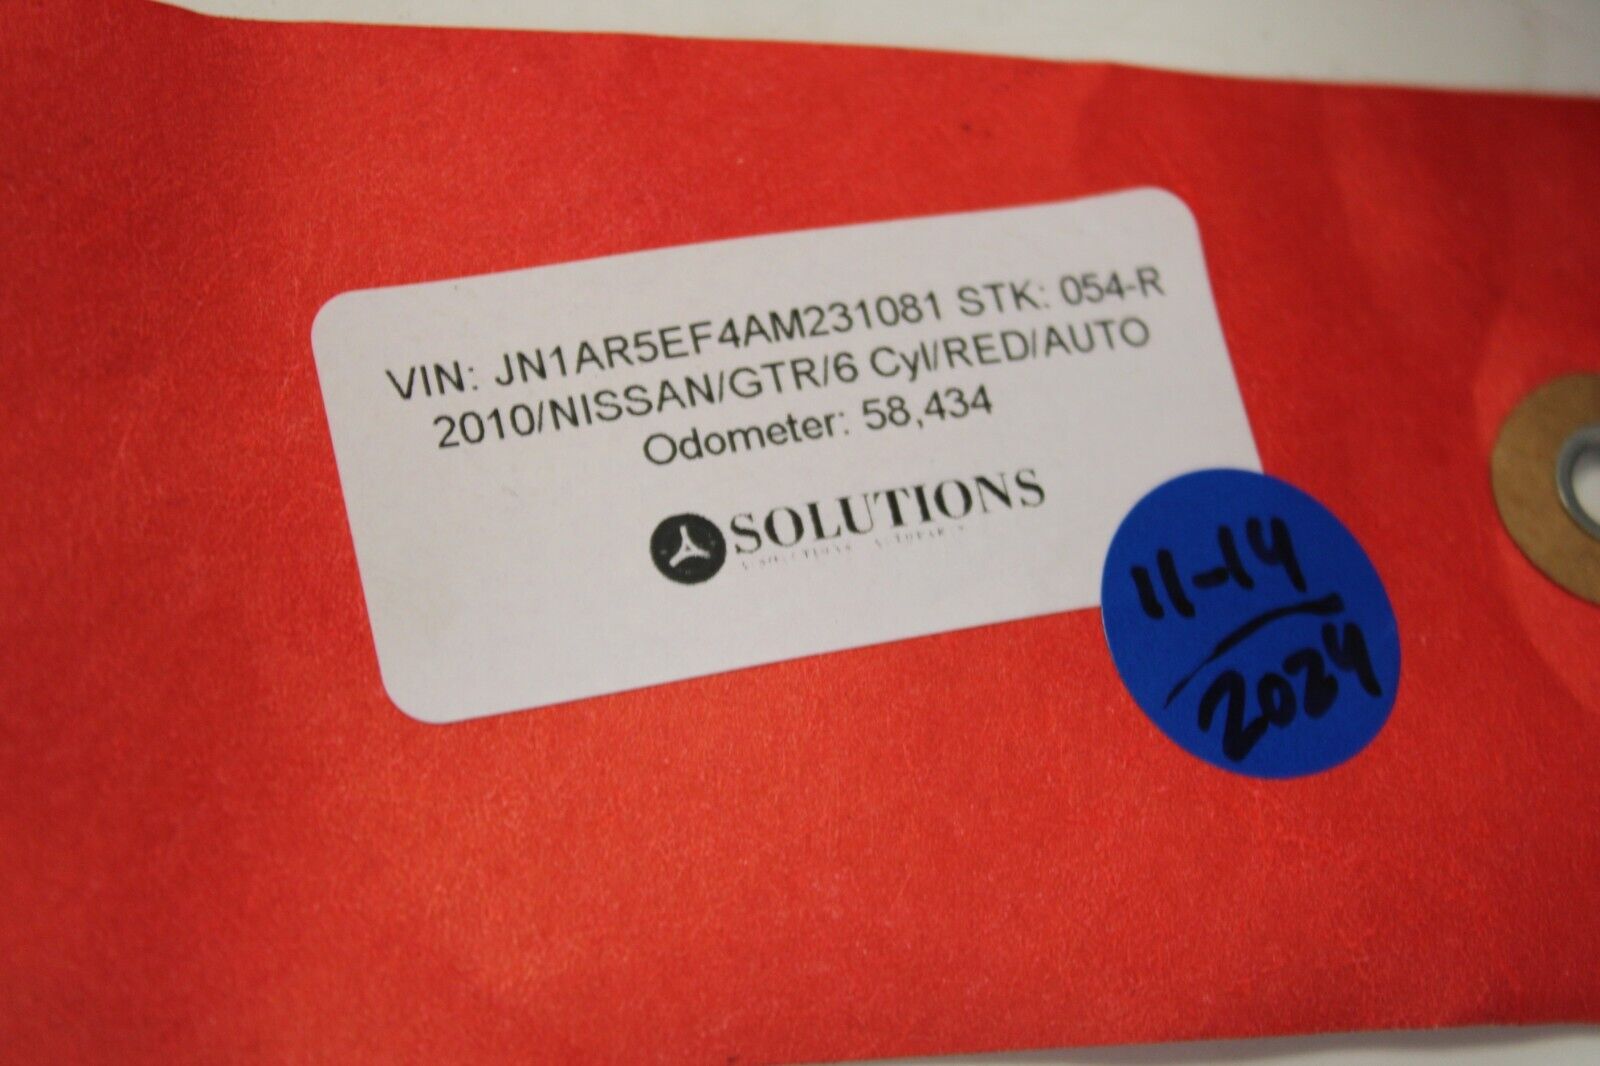 VIN: JN1AR5EF4AM231081 STK: 054-R
2010/NISSAN/GTR/6 Cyl/RED/AUTO
Odometer: 58,434
SOLUTIONS
11-14
2024